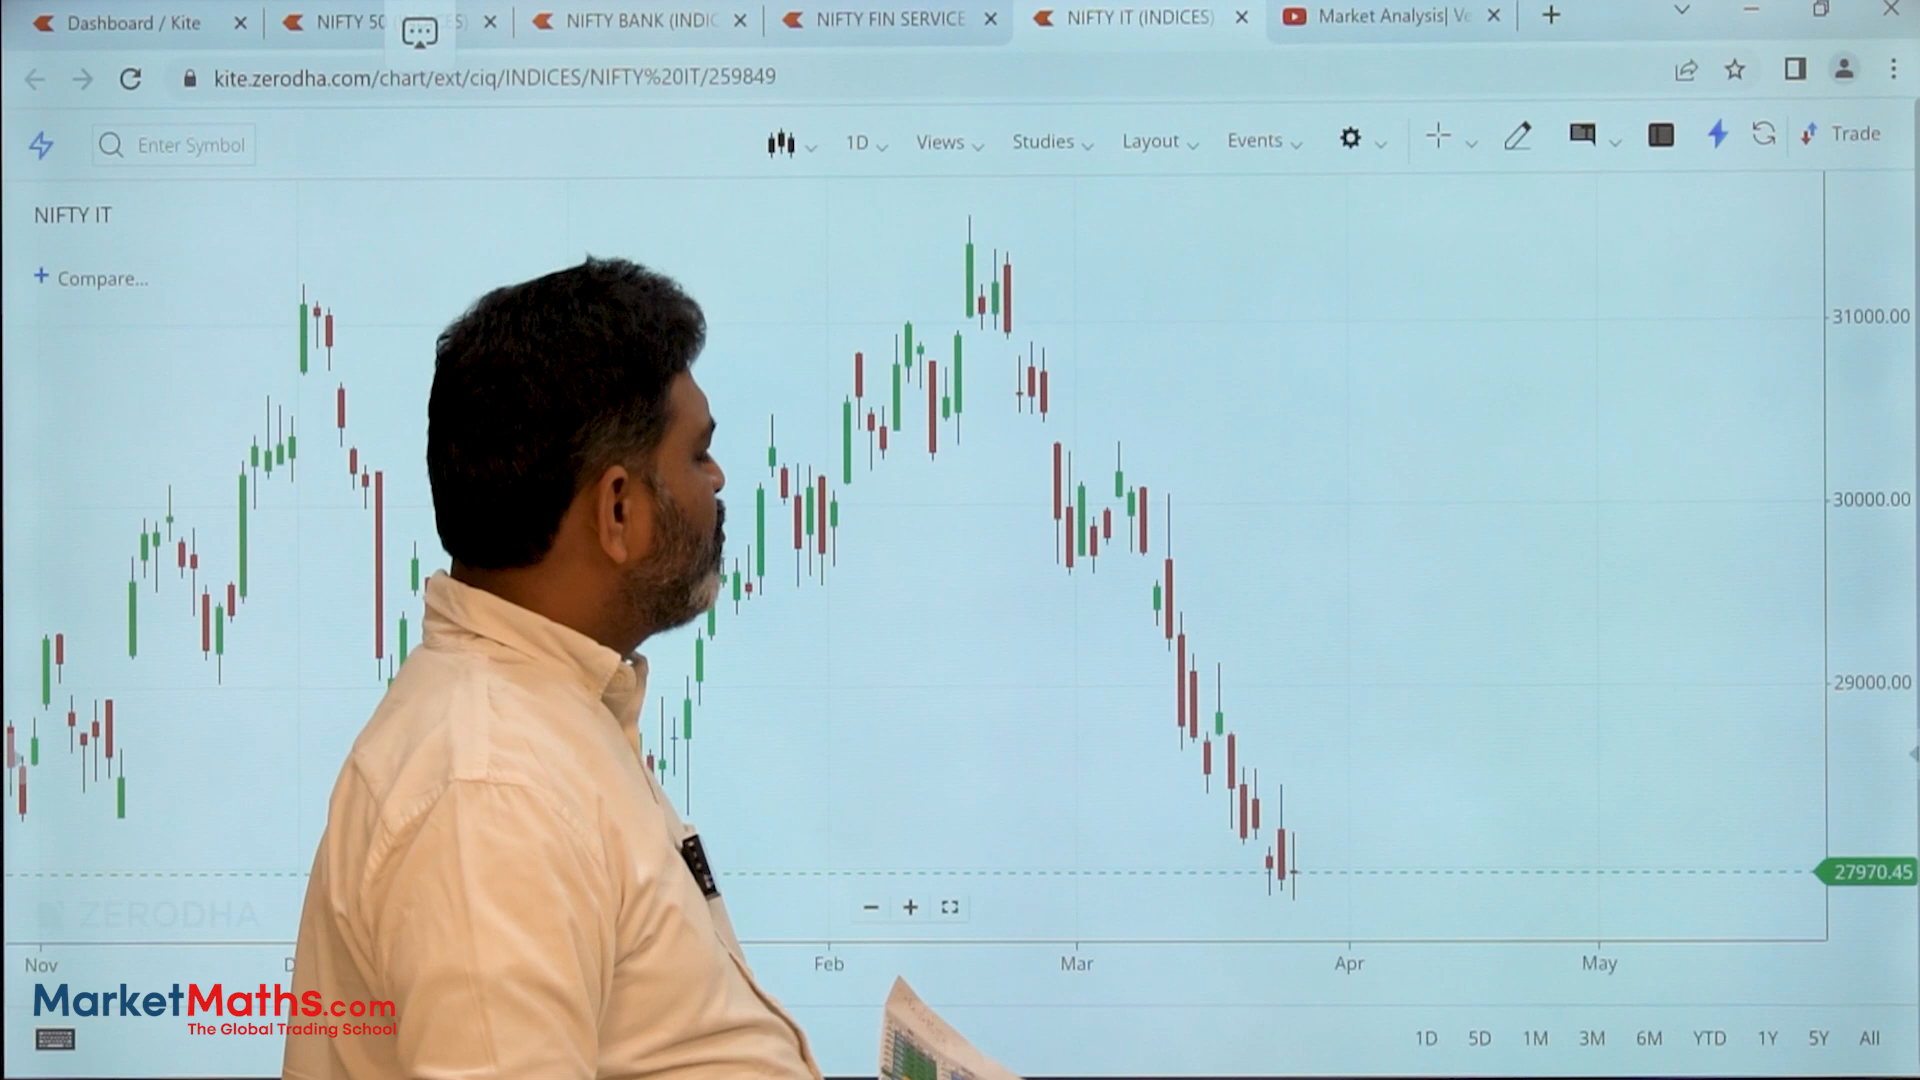 Dashboard / Kite
NIFTY 50
NIFTY BANK (INDIC
NIFTY FIN SERVICE
NIFTY IT (INDICES)
Market Analysis| Ve
kite.zerodha.com/chart/ext/ciq/INDICES/NIFTY%20IT/259849
Enter Symbol
1D
Views
Studies
Layout
Events
Trade
NIFTY IT
+ Compare...
31000.00
30000.00
29000.00
27970.45
ZERODHA
Nov
D
Feb
Mar
Apr
May
MarketMaths.com
The Global Trading School
1D 5D 1M 3M 6M YTD 1Y 5Y All